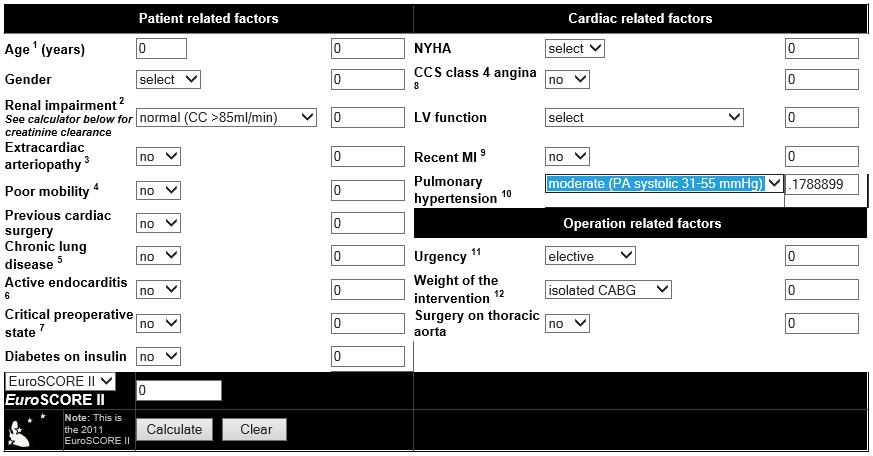 Patient related factors
Cardiac related factors
Age 1 (years) 0 0
NYHA select 0
Gender select 0
CCS class 4 angina 8 no 0
Renal impairment 2
See calculator below for creatinine clearance
normal (CC >85ml/min) 0
LV function select 0
Extracardiac arteriopathy 3 no 0
Recent MI 9 no 0
Poor mobility 4 no 0
Pulmonary hypertension 10 moderate (PA systolic 31-55 mmHg) .1788899
Previous cardiac surgery no 0
Operation related factors
Chronic lung disease 5 no 0
Urgency 11 elective 0
Active endocarditis 6 no 0
Weight of the intervention 12 isolated CABG 0
Critical preoperative state 7 no 0
Surgery on thoracic aorta no 0
Diabetes on insulin no 0
EuroSCORE II
EuroSCORE II 0
Note: This is
the 2011
EuroSCORE II
Calculate Clear